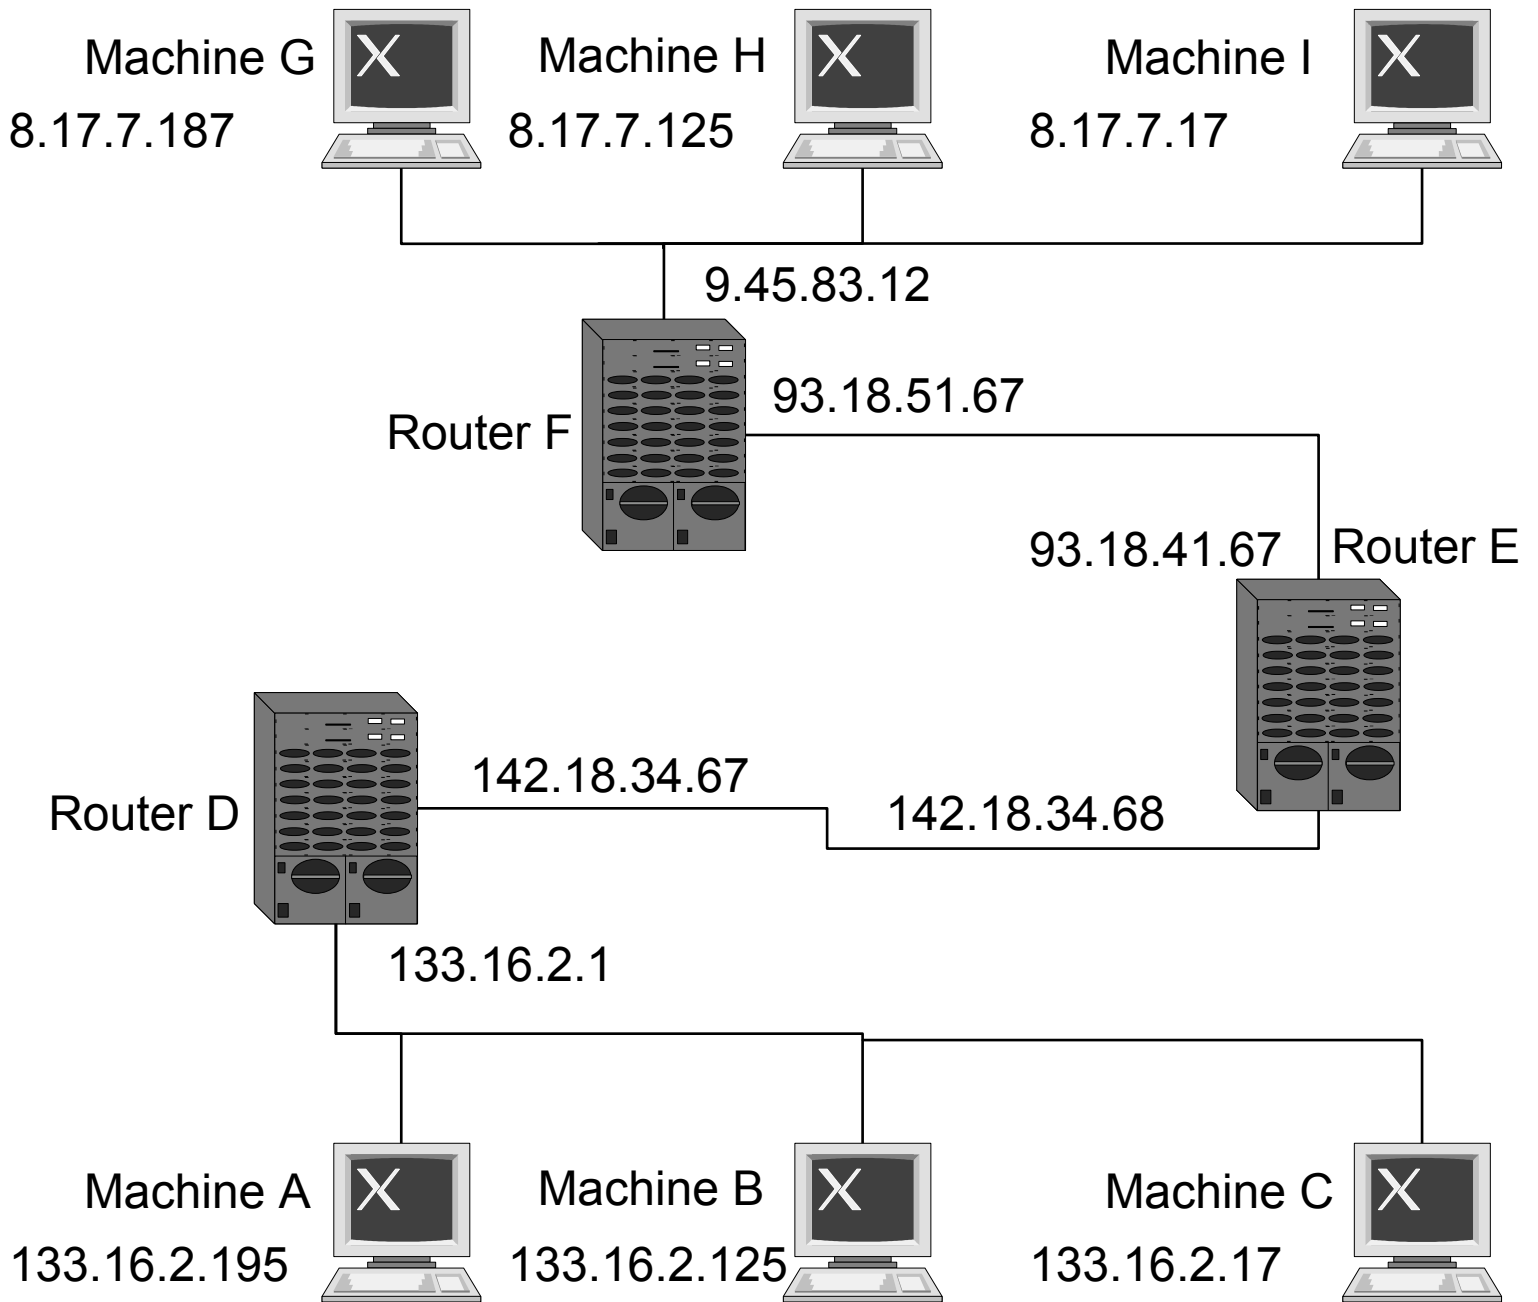 Machine G
8.17.7.187
Machine H
8.17.7.125
Machine I
8.17.7.17
9.45.83.12
93.18.51.67
Router F
93.18.41.67
Router E
142.18.34.67
Router D
142.18.34.68
133.16.2.1
Machine A
133.16.2.195
Machine B
133.16.2.125
Machine C
133.16.2.17